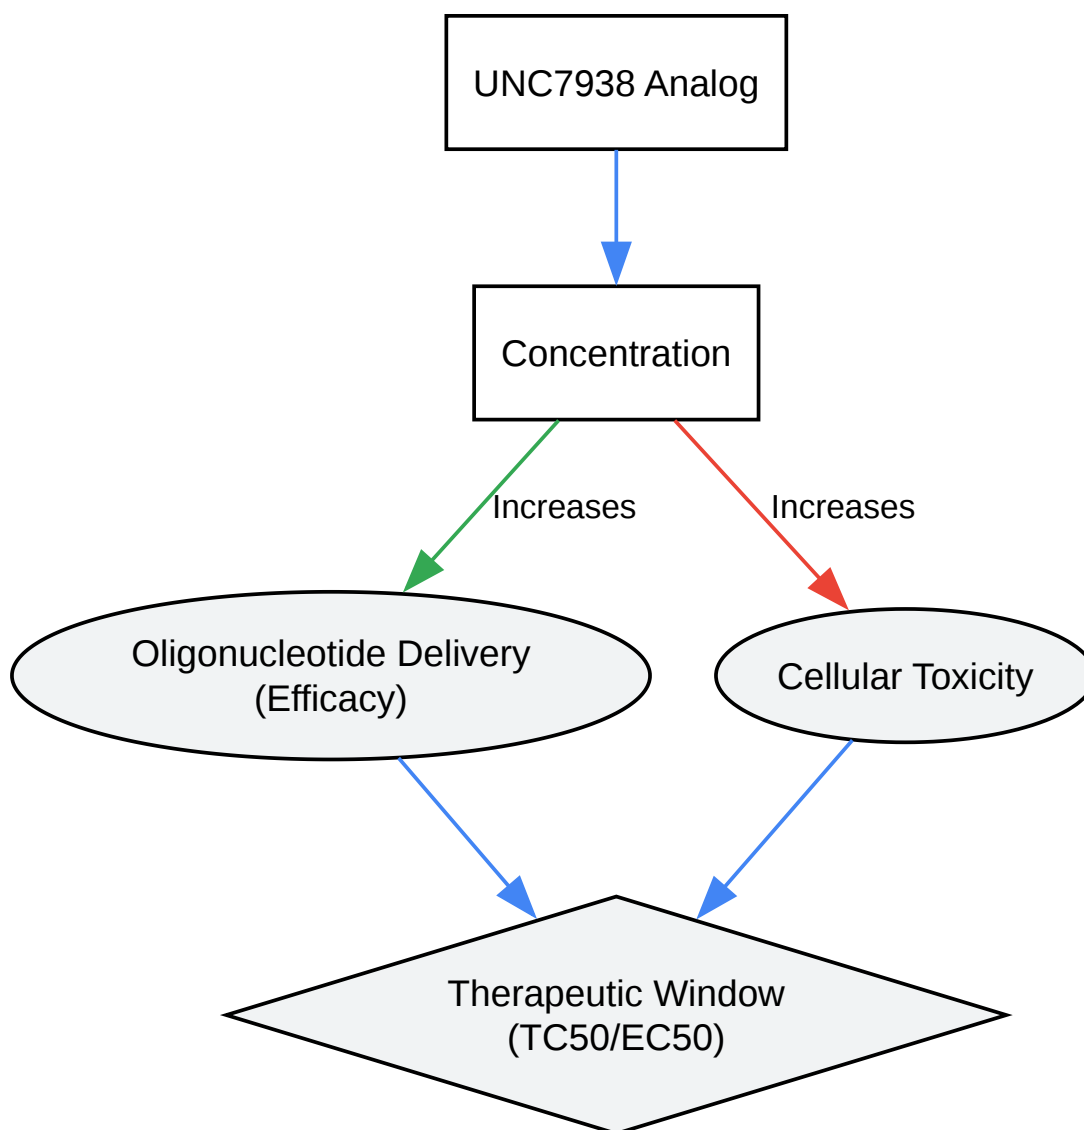 UNC7938 Analog
Concentration
Increases
Increases
Oligonucleotide Delivery
(Efficacy)
Cellular Toxicity
Therapeutic Window
(TC50/EC50)